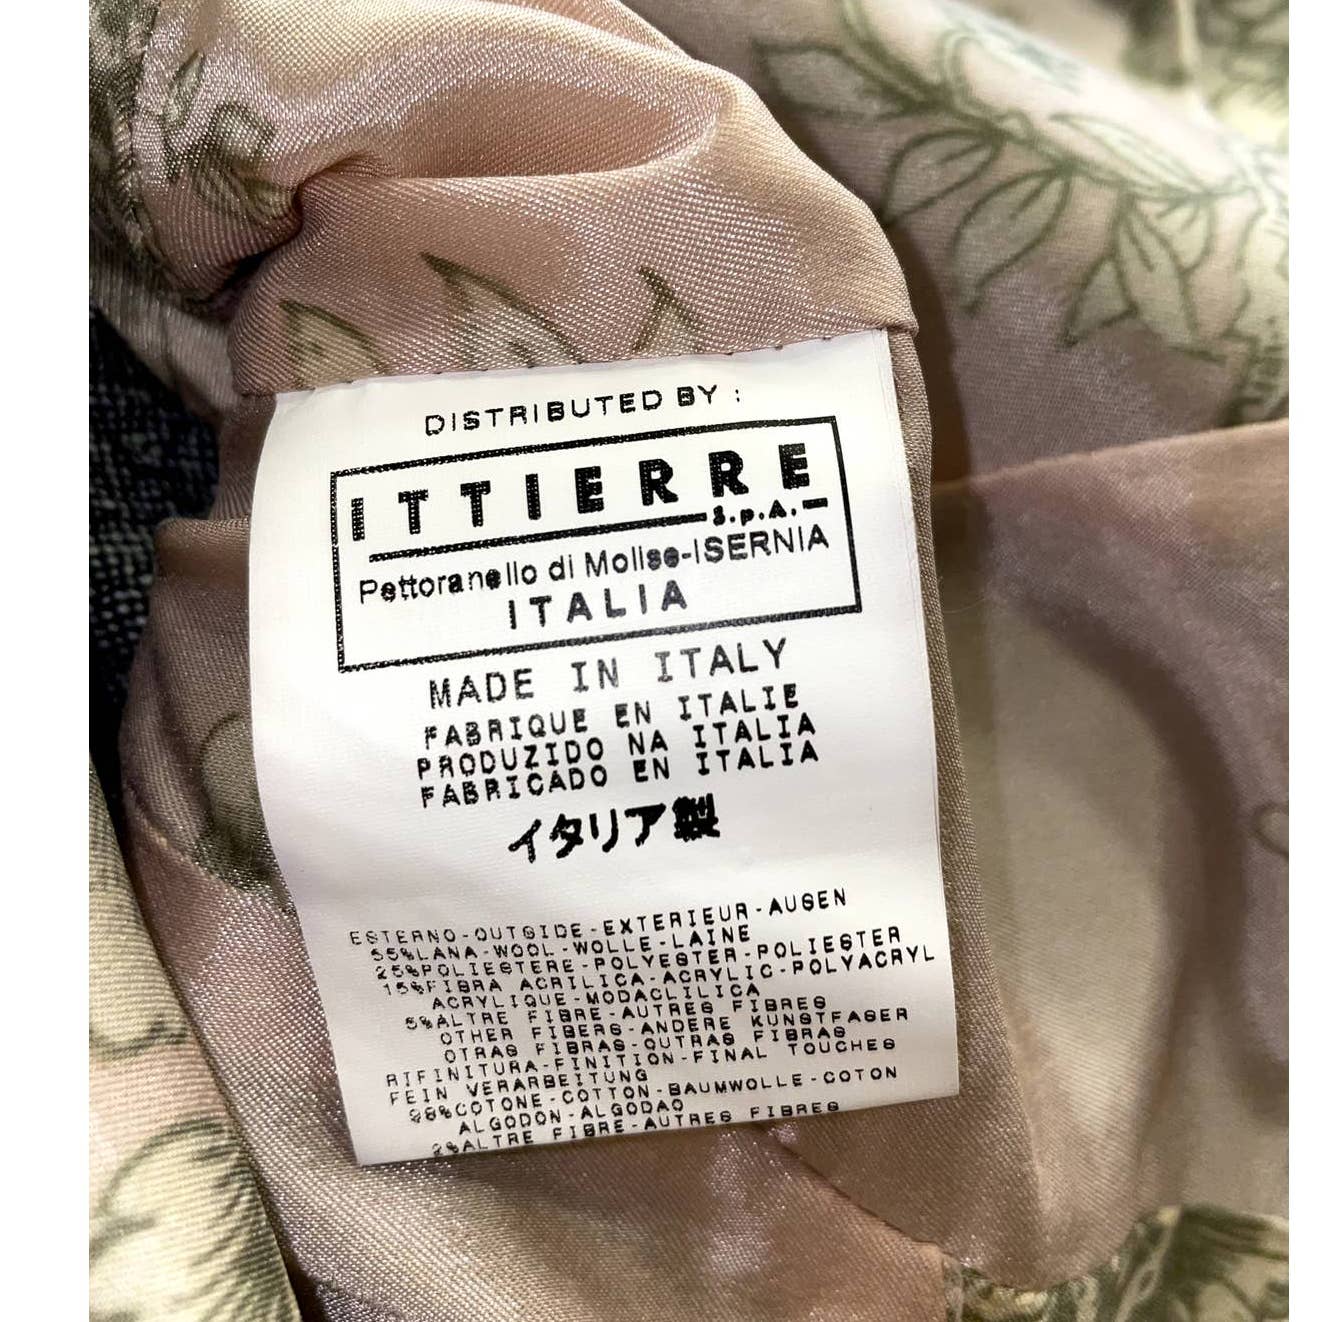 DISTRIBUTED BY :
ITTIERRE
S.p.A.
Pettoranello di Molise-ISERNIA
ITALIA
MADE IN ITALY
FABRIQUE EN ITALIE
PRODUZIDO NA ITALIA
FABRICADO EN ITALIA
イタリア製
ESTERNO-OUTSIDE-EXTERIEUR-AUSEN
55%LANA-WOOL-WOLLE-LAINE
25%POLIESTERE-POLYESTER-POLIESTER
15%FIBRA ACRILICA-ACRYLIC-POLYACRYL
ACRYLIQUE-MODACLILICA
5%ALTRE FIBRE-AUTRES FIBRES
OTHER FIBERS-ANDERE KUNSTFASER
OTRAS FIBRAS-OUTRAS FIBRAS
RIFINITURA-FINITION-FINAL TOUCHES
FEIN VERARBEITUNG
98%COTONE-COTTON-BAUMWOLLE-COTON
ALGODON-ALGODAO
2%ALTRE FIBRE-AUTRES FIBRES